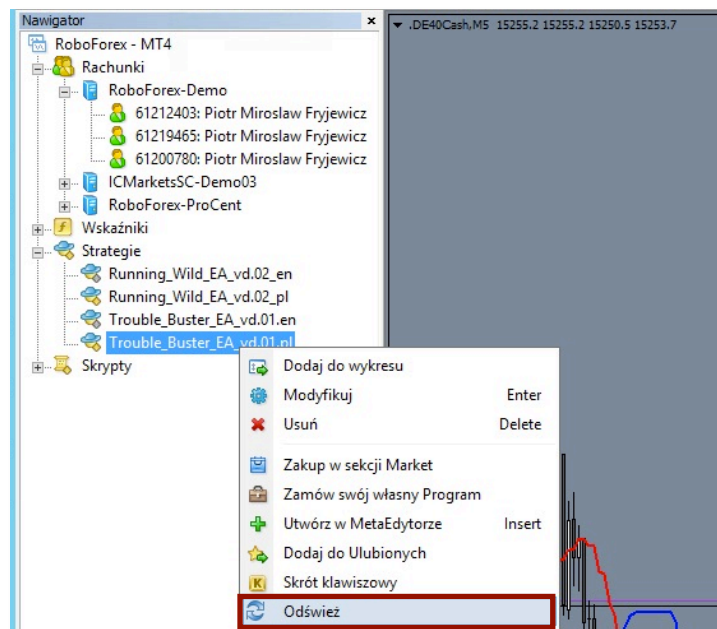 Nawigator
.DE40Cash,M5 15255.2 15255.2 15250.5 15253.7
RoboForex - MT4
Rachunki
RoboForex-Demo
61212403: Piotr Miroslaw Fryjewicz
61219465: Piotr Miroslaw Fryjewicz
61200780: Piotr Miroslaw Fryjewicz
ICMarketsSC-Demo03
RoboForex-ProCent
Wskaźniki
Strategie
Running_Wild_EA_vd.02_en
Running_Wild_EA_vd.02_pl
Trouble_Buster_EA_vd.01.en
Trouble_Buster_EA_vd.01.pl
Skrypty
Dodaj do wykresu
Modyfikuj Enter
Usuń Delete
Zakup w sekcji Market
Zamów swój własny Program
Utwórz w MetaEdytorze Insert
Dodaj do Ulubionych
Skrót klawiszowy
Odśwież